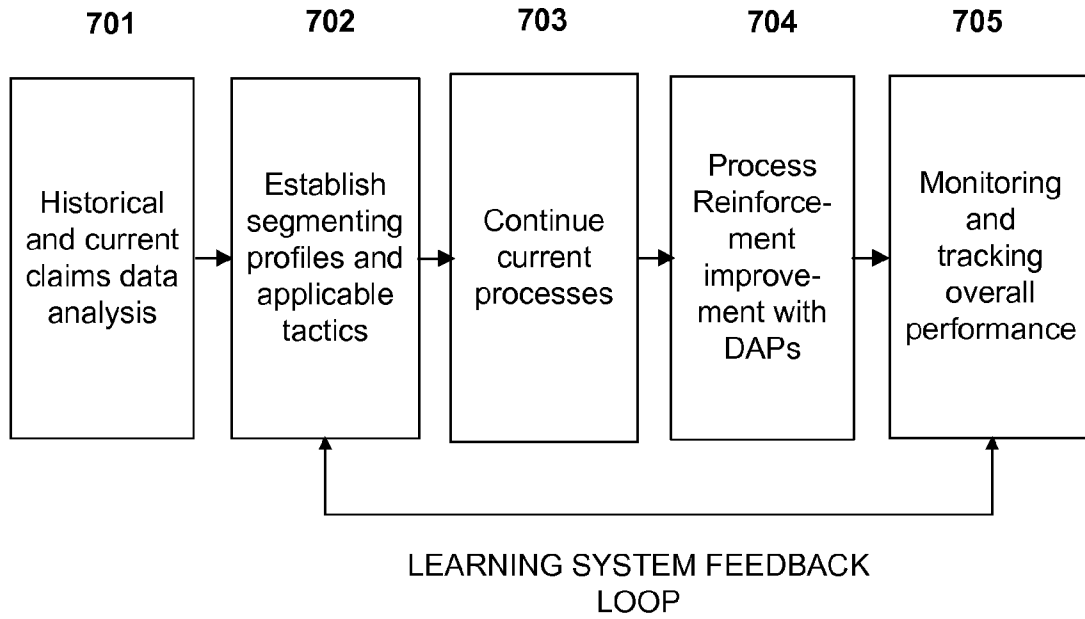 701
702
703
704
705
Historical
and current
claims data
analysis
Establish
segmenting
profiles and
applicable
tactics
Continue
current
processes
Process
Reinforce-
ment
improve-
ment with
DAPs
Monitoring
and
tracking
overall
performance
LEARNING SYSTEM FEEDBACK
LOOP